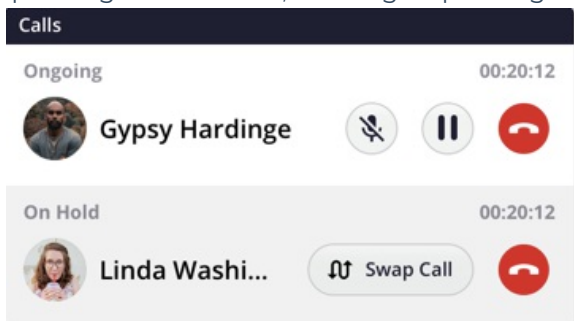 Calls
Ongoing 00:20:12
Gypsy Hardinge
On Hold 00:20:12
Linda Washi... Swap Call